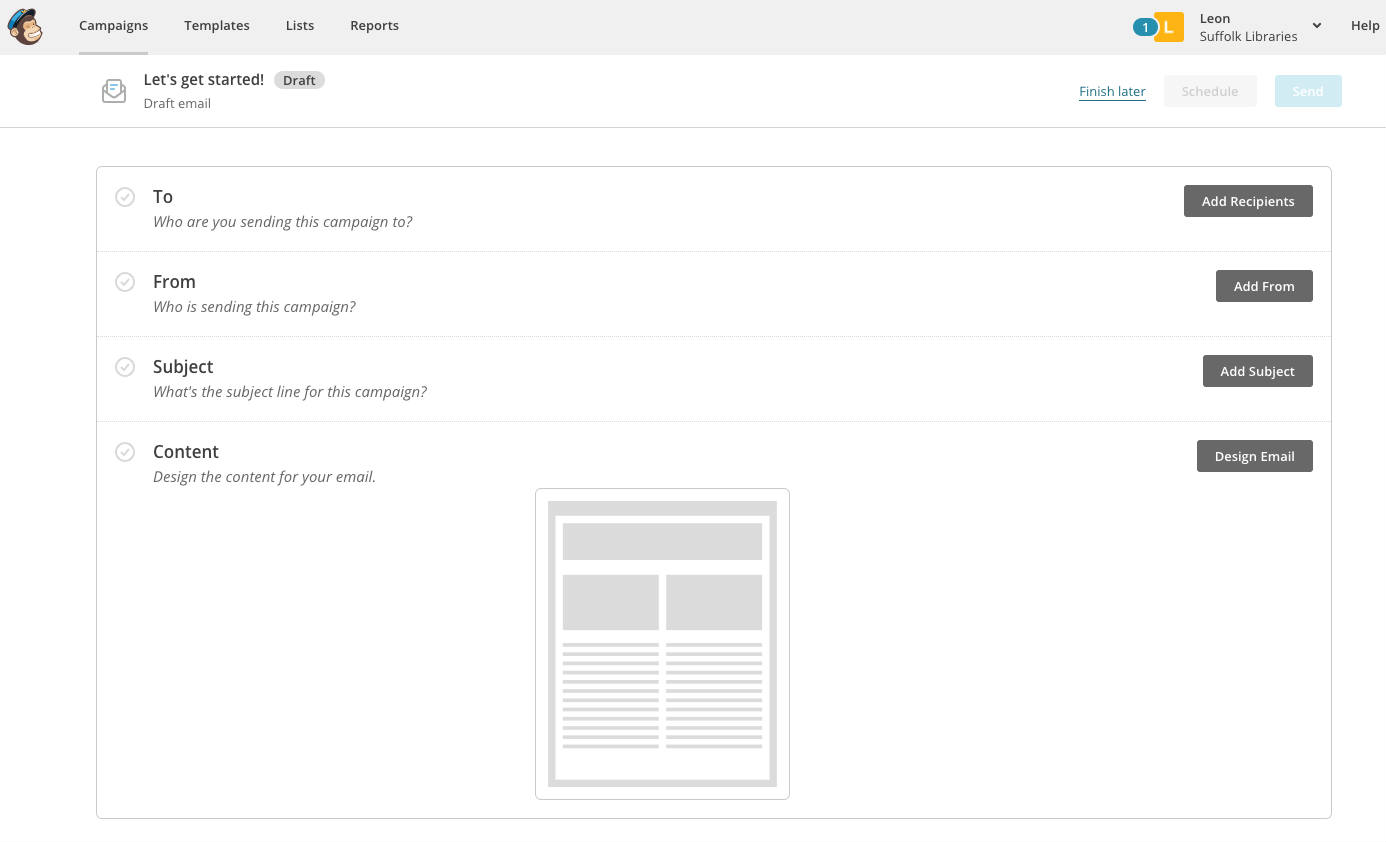 Campaigns Templates Lists Reports
1 L Leon
Suffolk Libraries
Help
Let's get started! Draft
Draft email
Finish later Schedule Send
To
Who are you sending this campaign to?
Add Recipients
From
Who is sending this campaign?
Add From
Subject
What's the subject line for this campaign?
Add Subject
Content
Design the content for your email.
Design Email